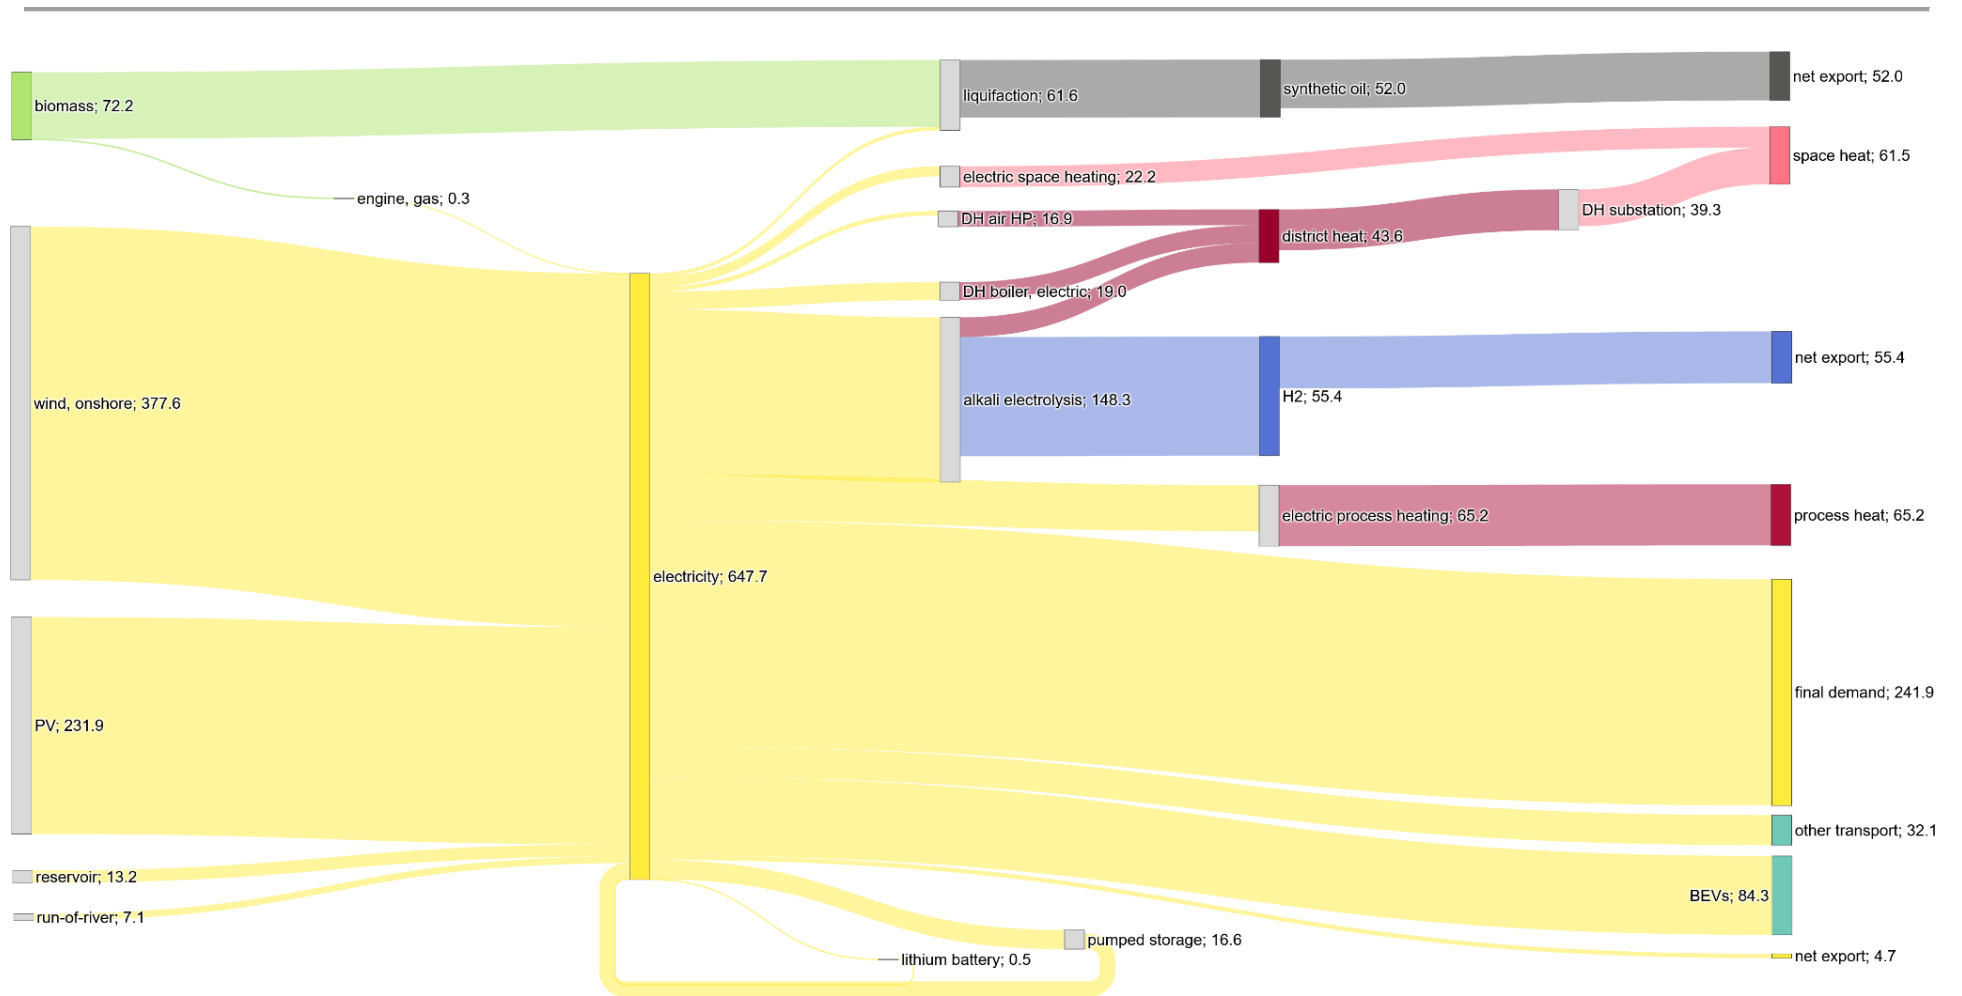 net export; 52.0
synthetic oil; 52.0
liquifaction; 61.6
biomass; 72.2
space heat; 61.5
electric space heating; 22.2
engine, gas; 0.3
DH substation; 39.3
DH air HP; 16.9
district heat; 43.6
DH boiler, electric; 19.0
net export; 55.4
H2; 55.4
alkali electrolysis; 148.3
wind, onshore; 377.6
electric process heating; 65.2
process heat; 65.2
electricity; 647.7
final demand; 241.9
PV; 231.9
other transport; 32.1
reservoir; 13.2
BEVs; 84.3
run-of-river; 7.1
pumped storage; 16.6
net export; 4.7
lithium battery; 0.5